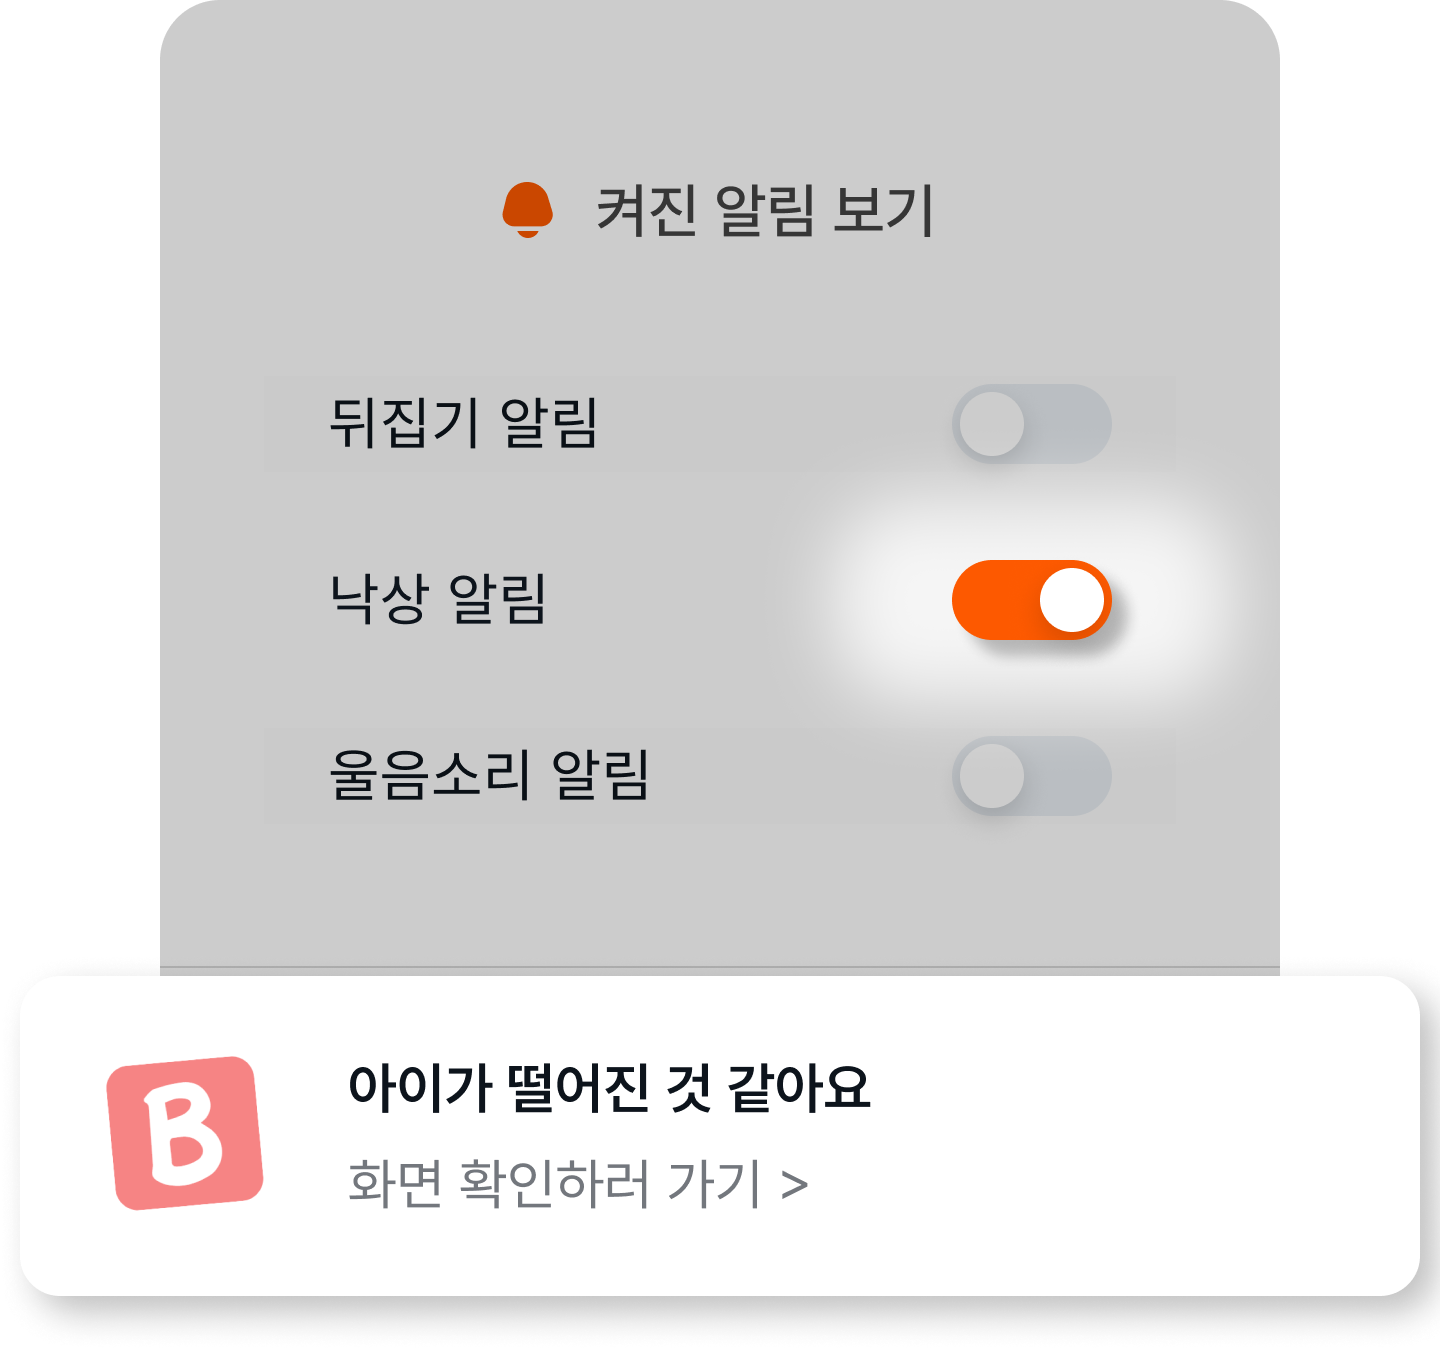 켜진 알림 보기
뒤집기 알림
낙상 알림
울음소리 알림
B
아이가 떨어진 것 같아요
화면 확인하러 가기 >